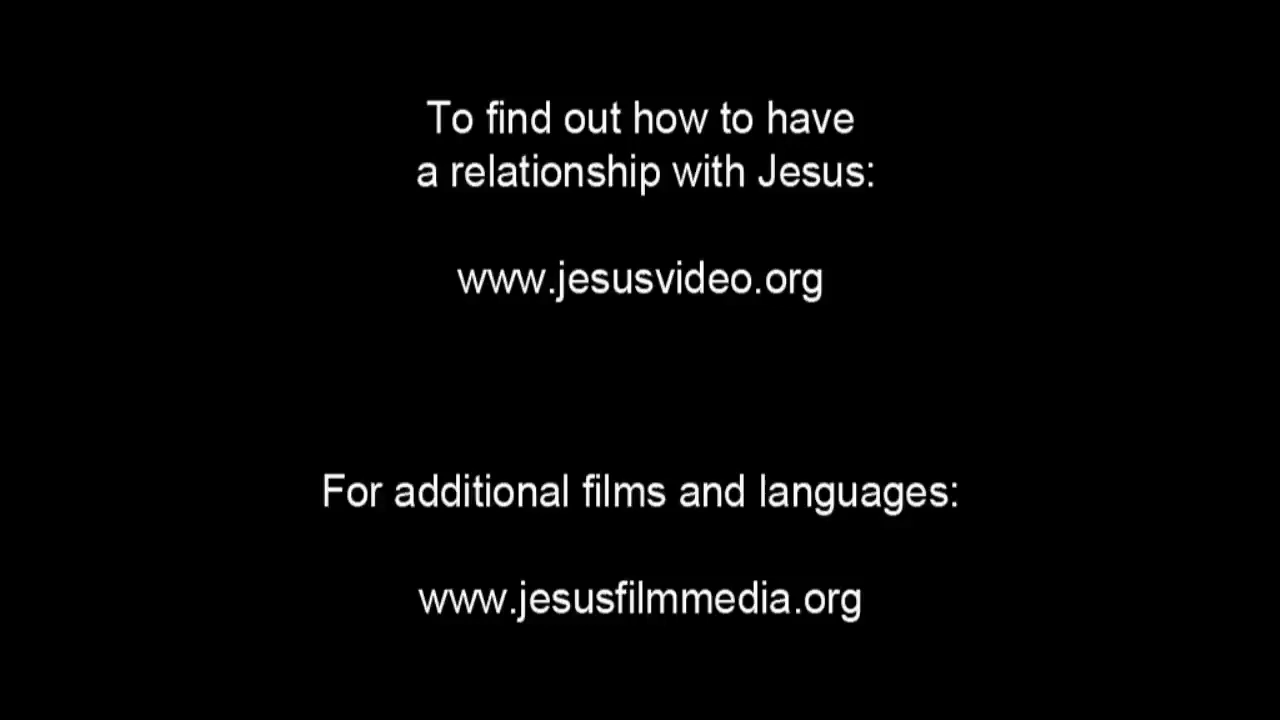 To find out how to have
a relationship with Jesus:
www.jesusvideo.org
For additional films and languages:
www.jesusfilmmedia.org